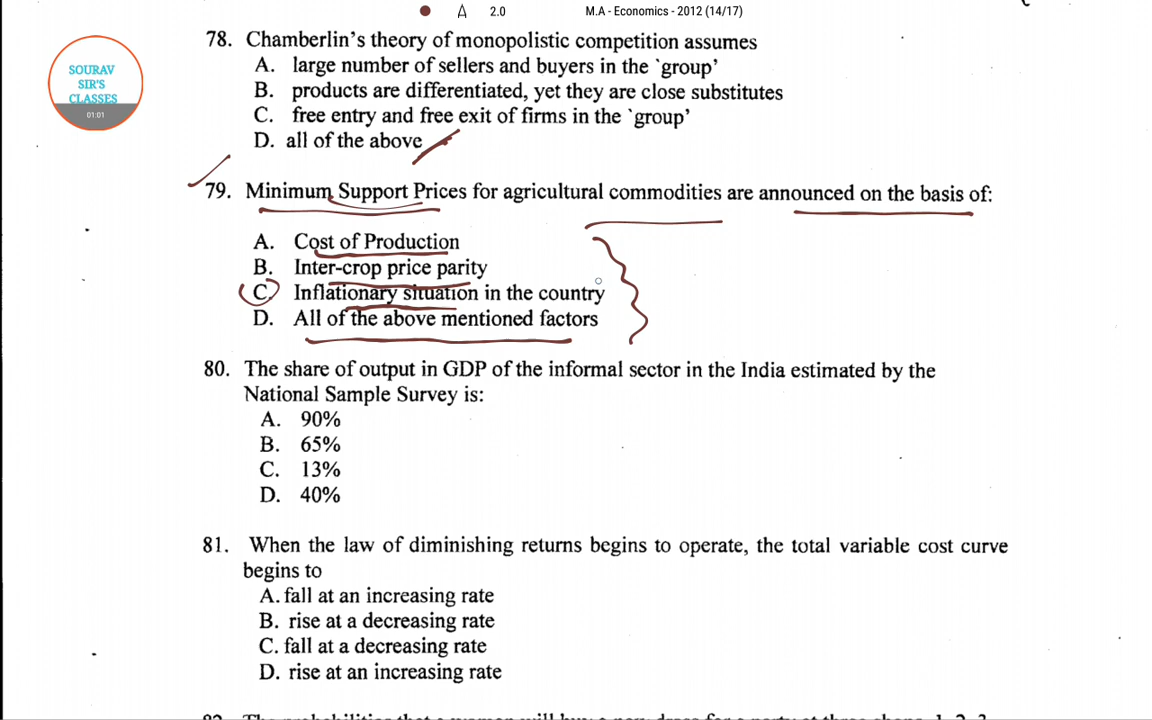 2.0
M.A - Economics - 2012 (14/17)
SOURAV
SIR'S
CLASSES
01:01
78. Chamberlin's theory of monopolistic competition assumes
A. large number of sellers and buyers in the `group'
B. products are differentiated, yet they are close substitutes
C. free entry and free exit of firms in the `group'
D. all of the above
79. Minimum Support Prices for agricultural commodities are announced on the basis of:
A. Cost of Production
B. Inter-crop price parity
C. Inflationary situation in the country
D. All of the above mentioned factors
80. The share of output in GDP of the informal sector in the India estimated by the
National Sample Survey is:
A. 90%
B. 65%
C. 13%
D. 40%
81. When the law of diminishing returns begins to operate, the total variable cost curve
begins to
A. fall at an increasing rate
B. rise at a decreasing rate
C. fall at a decreasing rate
D. rise at an increasing rate